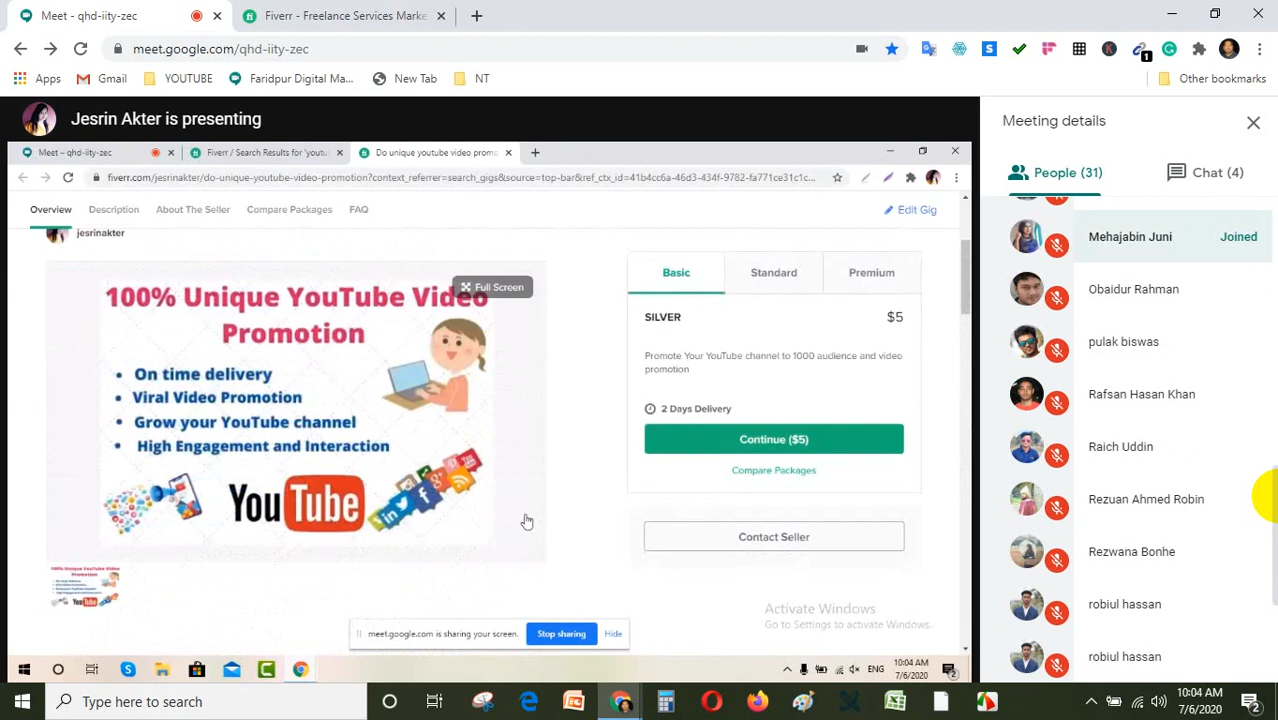 Meet - qhd-iity-zec
Fiverr - Freelance Services Marke
meet.google.com/qhd-iity-zec
Apps
Gmail
YOUTUBE
Faridpur Digital Ma...
New Tab
NT
Other bookmarks
Jesrin Akter is presenting
Meet – qhd-iity-zec
Fiverr / Search Results for 'youtu
Do unique youtube video promo
fiverr.com/jesrinakter/do-unique-youtube-video-promotion?context_referrer=search_gigs&source=top-bar&ref_ctx_id=41b4cc6a-46d3-434f-9782-fa771ce31c1c...
Overview
Description
About The Seller
Compare Packages
FAQ
Edit Gig
jesrinakter
Full Screen
100% Unique YouTube Video
Promotion
• On time delivery
• Viral Video Promotion
• Grow your YouTube channel
• High Engagement and Interaction
YouTube
Basic
Standard
Premium
SILVER
$5
Promote Your YouTube channel to 1000 audience and video
promotion
2 Days Delivery
Continue ($5)
Compare Packages
Contact Seller
Activate Windows
Go to Settings to activate Windows.
meet.google.com is sharing your screen.
Stop sharing
Hide
ENG
10:04 AM
7/6/2020
2
Meeting details
People (31)
Chat (4)
Mehajabin Juni
Joined
Obaidur Rahman
pulak biswas
Rafsan Hasan Khan
Raich Uddin
Rezuan Ahmed Robin
Rezwana Bonhe
robiul hassan
robiul hassan
Type here to search
10:04 AM
7/6/2020
2